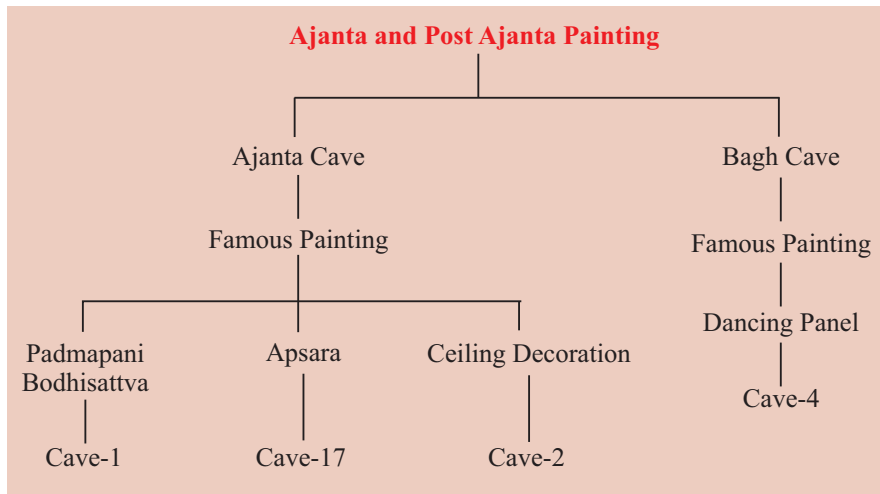 Ajanta and Post Ajanta Painting
Ajanta Cave
Bagh Cave
Famous Painting
Famous Painting
Padmapani
Bodhisattva
Apsara
Ceiling Decoration
Dancing Panel
Cave-1
Cave-17
Cave-2
Cave-4